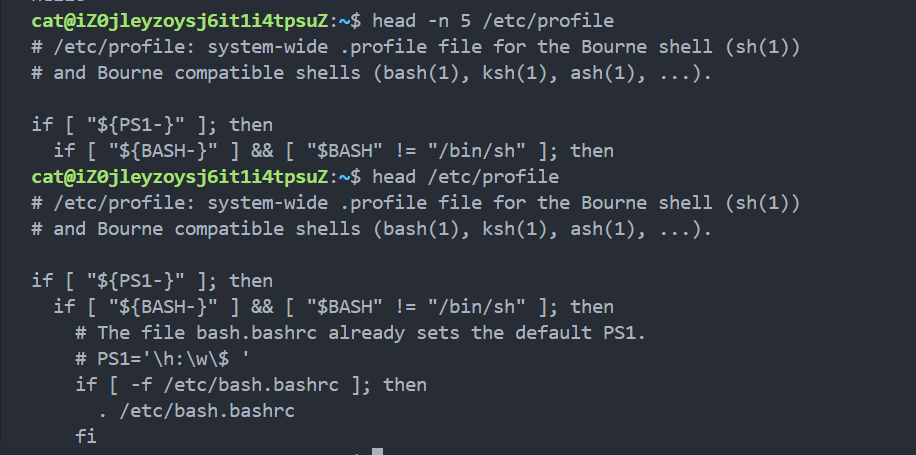 cat@iZ0jleyzoysj6it1i4tpsuZ:~$ head -n 5 /etc/profile
# /etc/profile: system-wide .profile file for the Bourne shell (sh(1))
# and Bourne compatible shells (bash(1), ksh(1), ash(1), ...).

if [ "${PS1-}" ]; then
  if [ "${BASH-}" ] && [ "$BASH" != "/bin/sh" ]; then
cat@iZ0jleyzoysj6it1i4tpsuZ:~$ head /etc/profile
# /etc/profile: system-wide .profile file for the Bourne shell (sh(1))
# and Bourne compatible shells (bash(1), ksh(1), ash(1), ...).

if [ "${PS1-}" ]; then
  if [ "${BASH-}" ] && [ "$BASH" != "/bin/sh" ]; then
    # The file bash.bashrc already sets the default PS1.
    # PS1='\h:\w\$ '
    if [ -f /etc/bash.bashrc ]; then
      . /etc/bash.bashrc
    fi